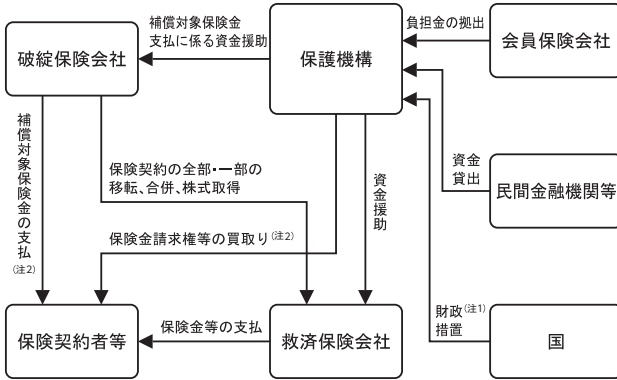 補償対象保険金
支払に係る資金援助
負担金の拠出
破綻保険会社
保護機構
会員保険会社
補償対象保険金の支払(注2)
保険契約の全部・一部の
移転、合併、株式取得
資金援助
資金
貸出
民間金融機関等
保険金請求権等の買取り(注2)
財政(注1)
措置
保険契約者等
保険金等の支払
救済保険会社
国